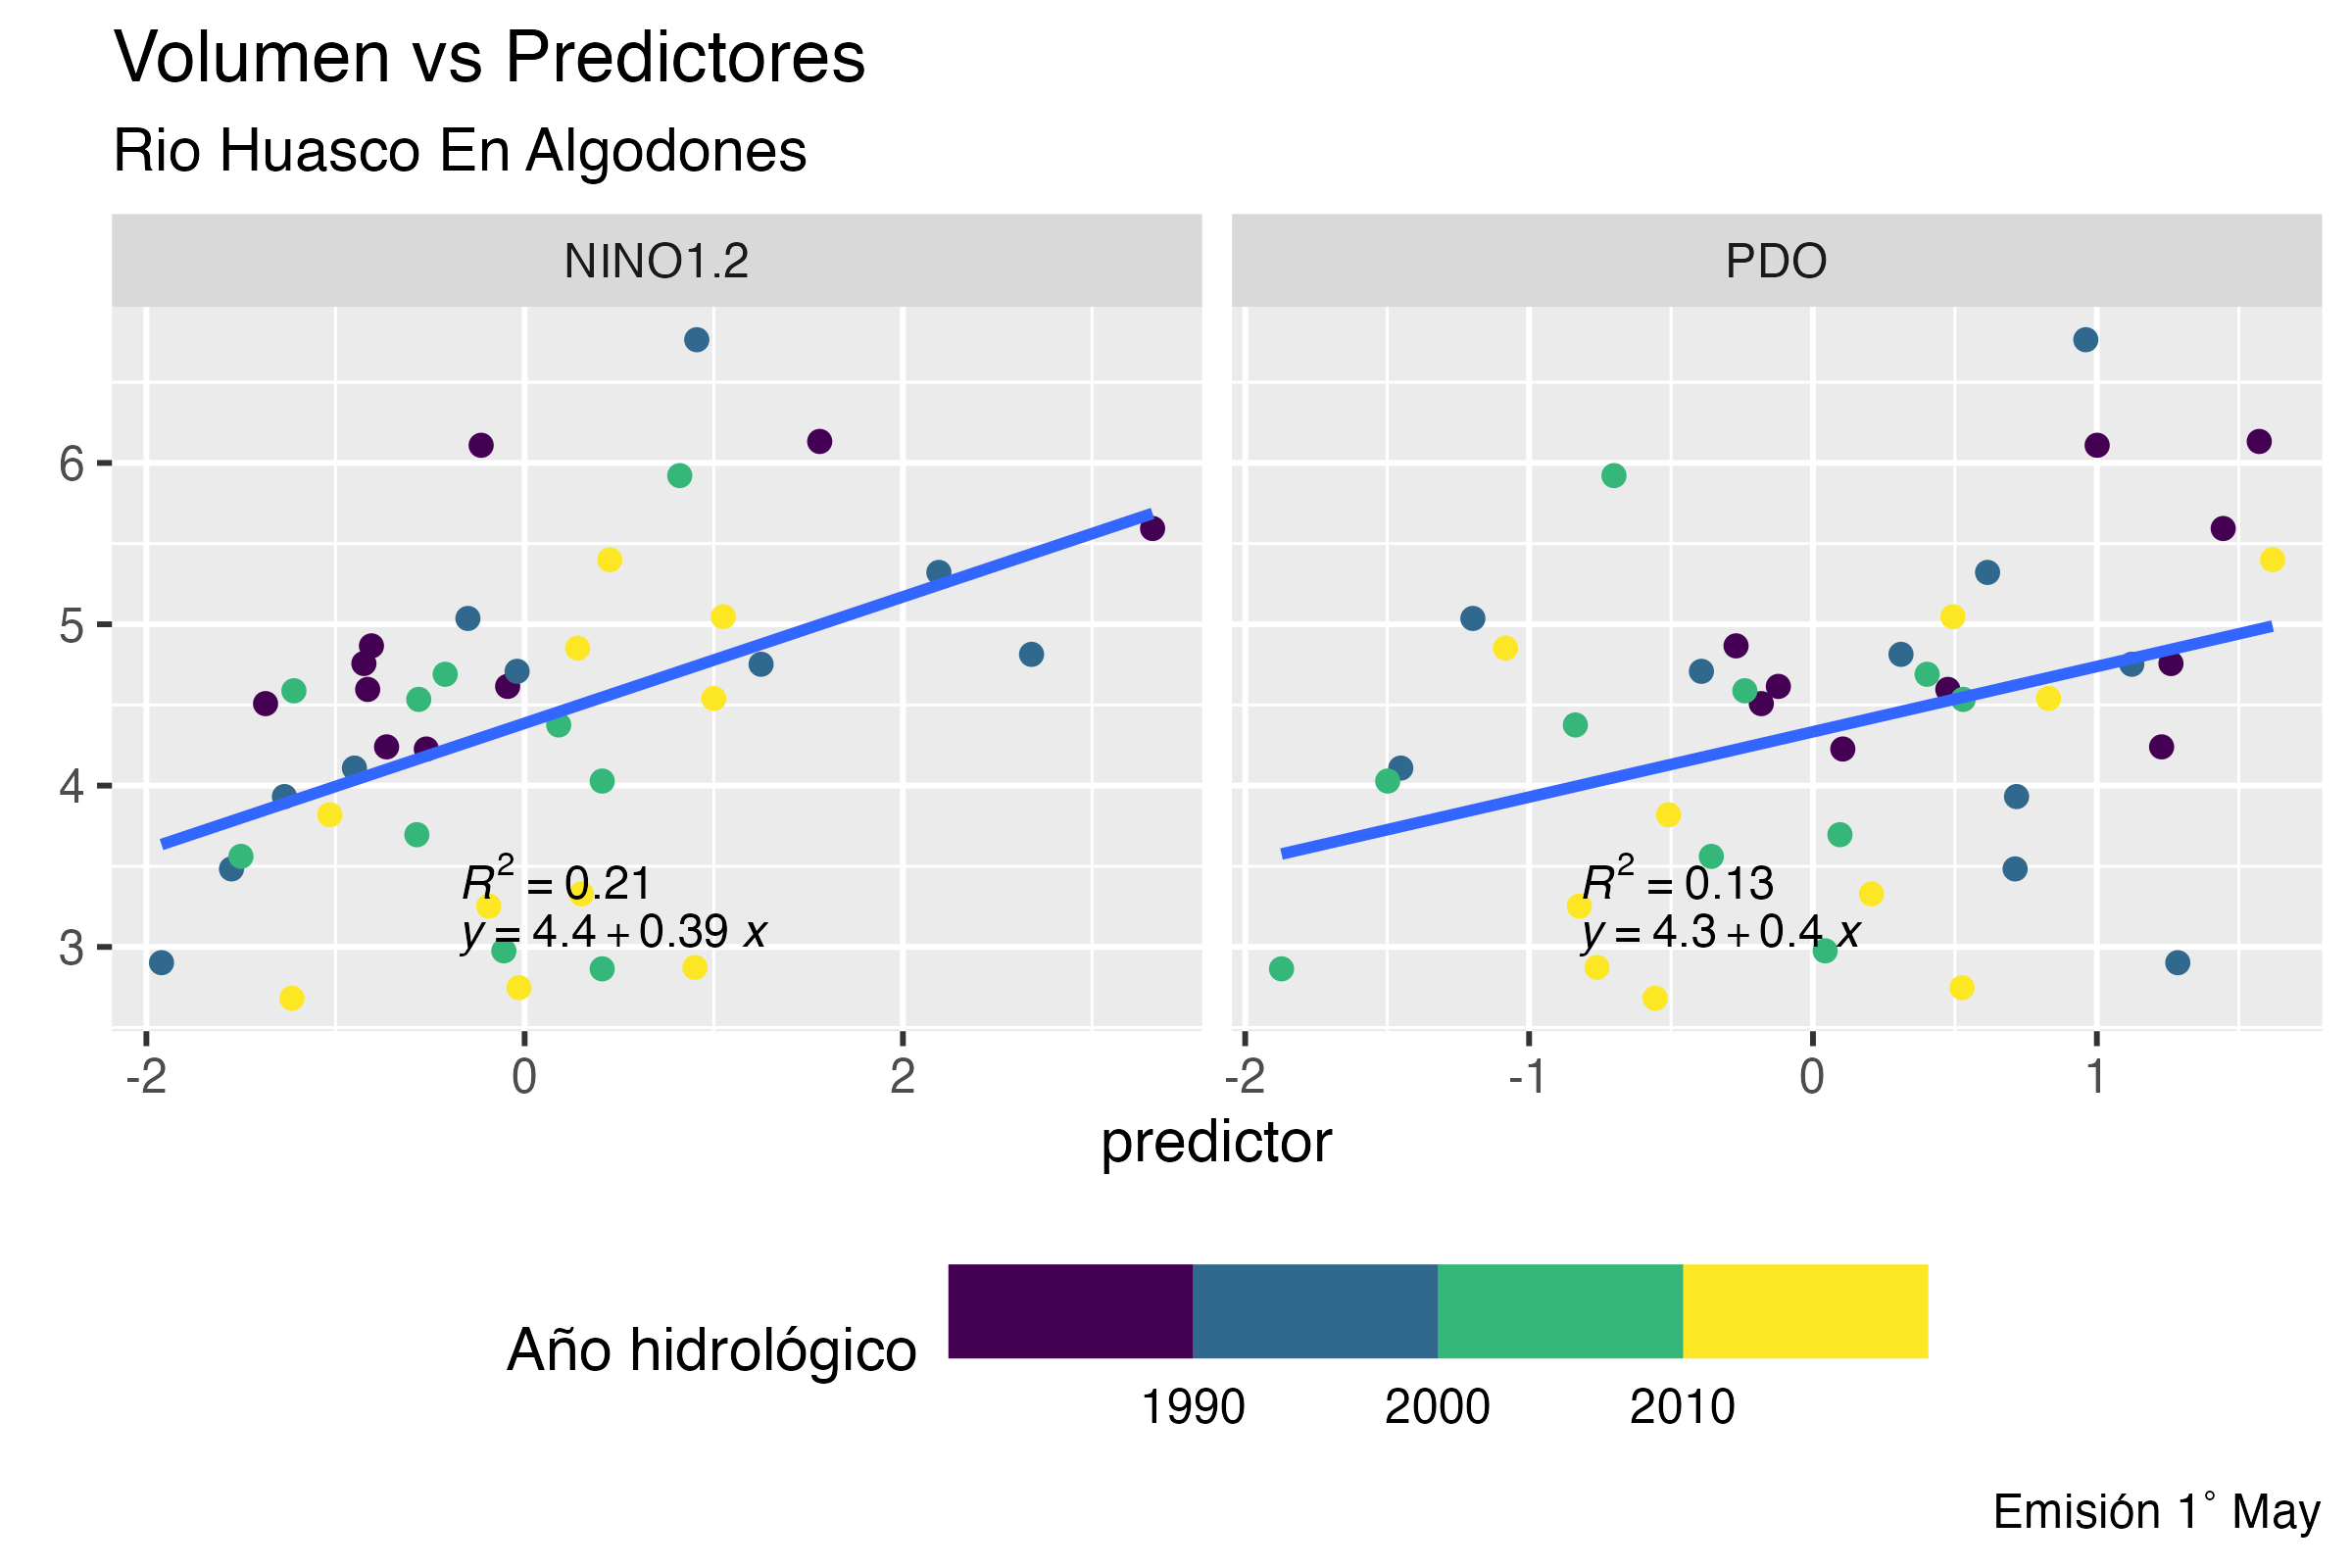 Volumen vs Predictores
Rio Huasco En Algodones
NINO1.2 PDO
6
5
4
3
R² = 0.21
y = 4.4 + 0.39 x
R² = 0.13
y = 4.3 + 0.4 x
-2 0 2 -2 -1 0 1
predictor
Año hidrológico
1990 2000 2010
Emisión 1° May